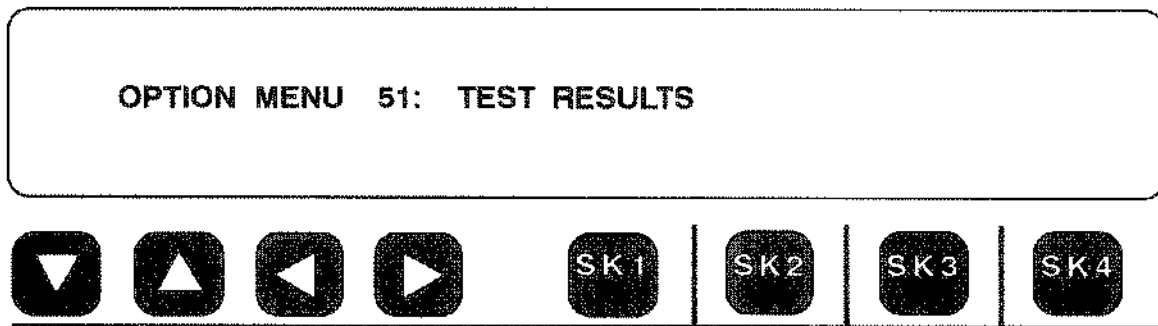 OPTION MENU 51: TEST RESULTS
SK1 SK2 SK3 SK4